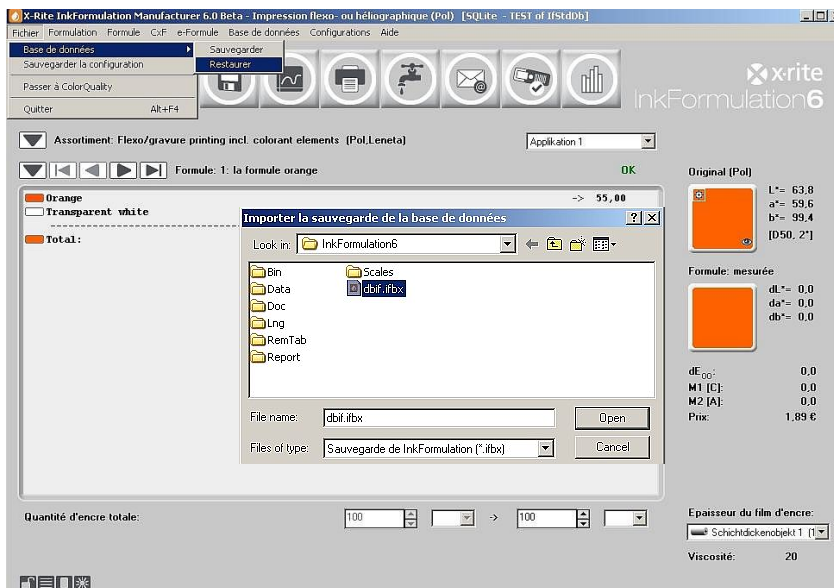 X-Rite InkFormulation Manufacturer 6.0 Beta - Impression flexo- ou héliographique (Pol) [SQLite - TEST of IfStdDb]
Fichier Formulation Formule CxF e-Formule Base de données Configurations Aide
Base de données Sauvegarder
Sauvegarder la configuration Restaurer
Passer à ColorQuality
Quitter Alt+F4
x-rite
InkFormulation6
Assortiment: Flexo/gravure printing incl. colorant elements (Pol,Leneta) Applikation 1
Formule: 1: la formule orange OK
Original (Pol)
L*= 63,8
a*= 59,6
b*= 99,4
[D50, 2°]
Orange -> 55,00
Transparent white
Total:
Importer la sauvegarde de la base de données
Look in: InkFormulation6
Bin Scales
Data dbif.ifbx
Doc
Lng
RemTab
Report
File name: dbif.ifbx Open
Files of type: Sauvegarde de InkFormulation (*.ifbx) Cancel
Formule: mesurée
dL*= 0,0
da*= 0,0
db*= 0,0
dE00: 0,0
M1 [C]: 0,0
M2 [A]: 0,0
Prix: 1,89 €
Quantité d'encre totale: 100 -> 100
Epaisseur du film d'encre:
Schichtdickenobjekt 1 (1
Viscosité: 20